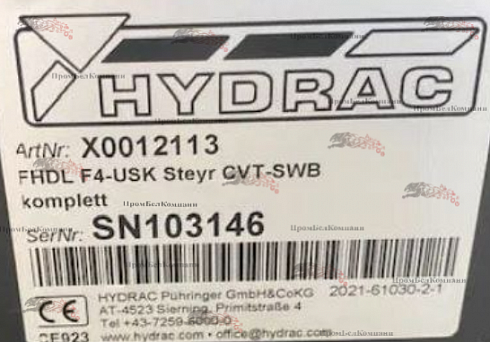 HYDRAC
ArtNr: X0012113
FHDL F4-USK Steyr CVT-SWB
komplett
SerNr: SN103146
HYDRAC Pühringer GmbH&CoKG 2021-61030-2-1
AT-4523 Sierning, Primitstraße 4
Tel +43-7259-6000-0
www.hydrac.com • office@hydrac.com
ПромБелКомпани